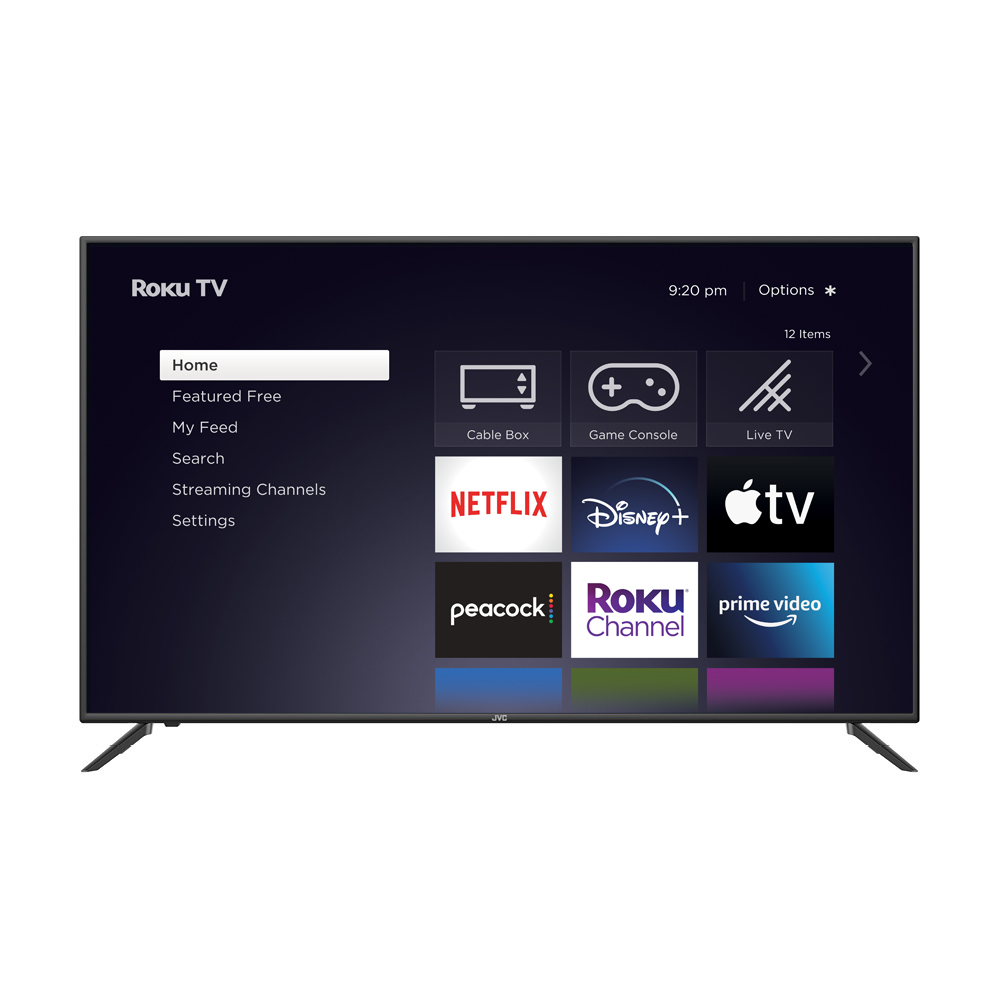 Roku TV
9:20 pm | Options *
12 Items
Home
Featured Free
My Feed
Search
Streaming Channels
Settings
Cable Box
Game Console
Live TV
NETFLIX
Disney+
tv
peacock
Roku
Channel
prime video
JVC